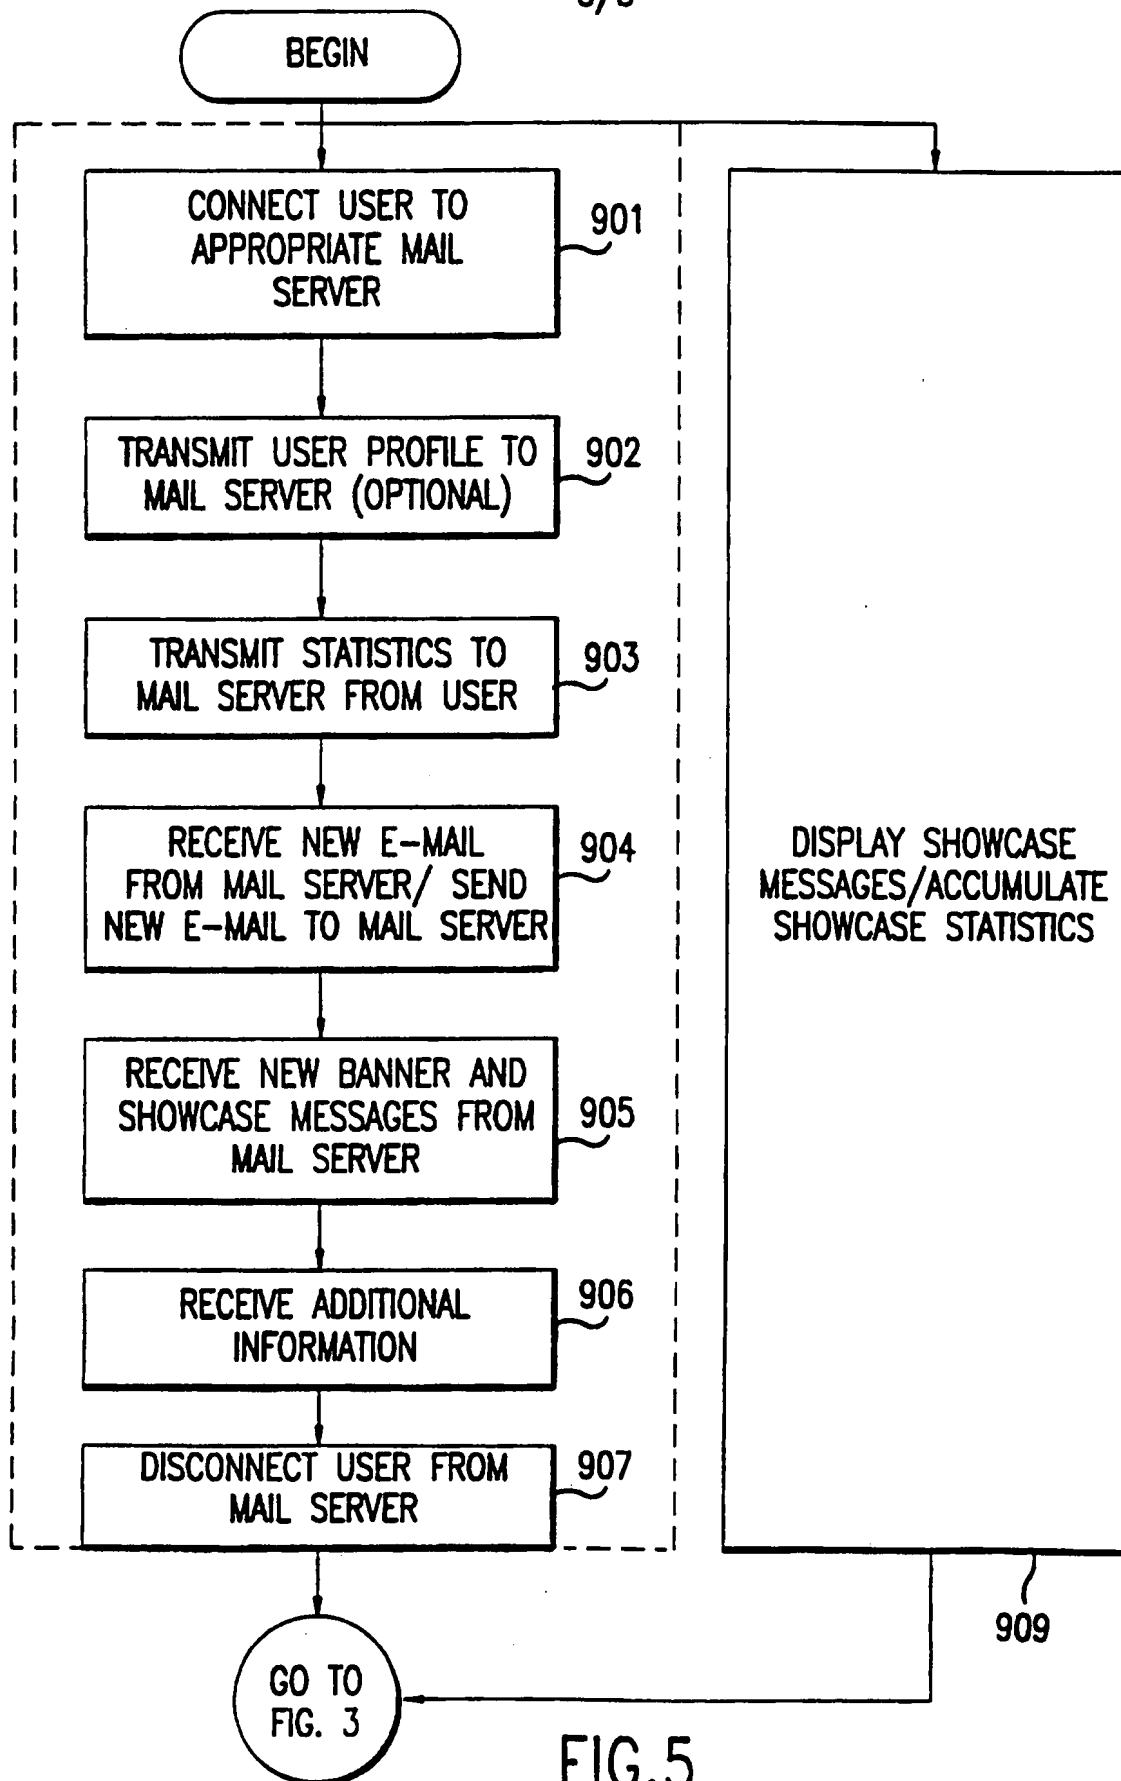 BEGIN
CONNECT USER TO
APPROPRIATE MAIL
SERVER
901
TRANSMIT USER PROFILE TO
MAIL SERVER (OPTIONAL)
902
TRANSMIT STATISTICS TO
MAIL SERVER FROM USER
903
RECEIVE NEW E-MAIL
FROM MAIL SERVER/ SEND
NEW E-MAIL TO MAIL SERVER
904
RECEIVE NEW BANNER AND
SHOWCASE MESSAGES FROM
MAIL SERVER
905
RECEIVE ADDITIONAL
INFORMATION
906
DISCONNECT USER FROM
MAIL SERVER
907
DISPLAY SHOWCASE
MESSAGES/ACCUMULATE
SHOWCASE STATISTICS
909
GO TO
FIG. 3
FIG.5